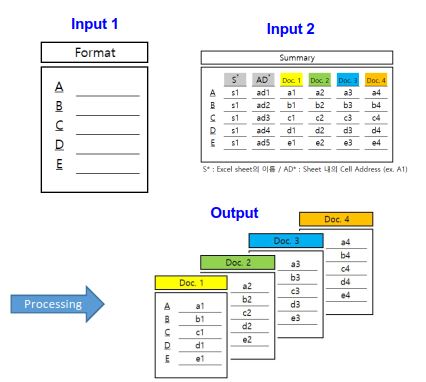 Input 1
Format
A
B
C
D
E
Input 2
Summary
S* AD* Doc. 1 Doc. 2 Doc. 3 Doc. 4
A s1 ad1 a1 a2 a3 a4
B s1 ad2 b1 b2 b3 b4
C s1 ad3 c1 c2 c3 c4
D s1 ad4 d1 d2 d3 d4
E s1 ad5 e1 e2 e3 e4
S* : Excel sheet의 이름 / AD* : Sheet 내의 Cell Address (ex. A1)
Output
Processing
Doc. 1
A a1
B b1
C c1
D d1
E e1
Doc. 2
a2
b2
c2
d2
e2
Doc. 3
a3
b3
c3
d3
e3
Doc. 4
a4
b4
c4
d4
e4